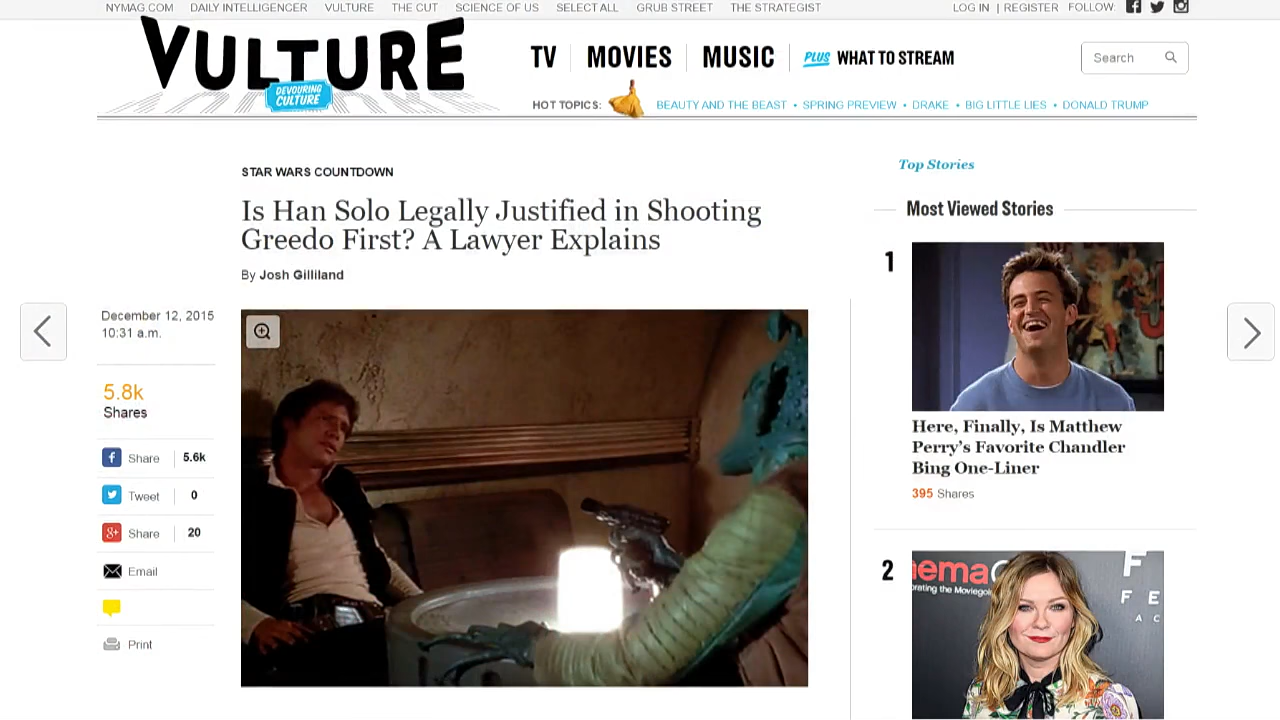 NYMAG.COM DAILY INTELLIGENCER VULTURE THE CUT SCIENCE OF US SELECT ALL GRUB STREET THE STRATEGIST LOG IN | REGISTER FOLLOW:
VULTURE
DEVOURING
CULTURE
TV MOVIES MUSIC PLUS WHAT TO STREAM
Search
HOT TOPICS: BEAUTY AND THE BEAST • SPRING PREVIEW • DRAKE • BIG LITTLE LIES • DONALD TRUMP
STAR WARS COUNTDOWN
Is Han Solo Legally Justified in Shooting
Greedo First? A Lawyer Explains
By Josh Gilliland
December 12, 2015
10:31 a.m.
5.8k
Shares
Share 5.6k
Tweet 0
Share 20
Email
Print
Top Stories
Most Viewed Stories
1
Here, Finally, Is Matthew
Perry's Favorite Chandler
Bing One-Liner
395 Shares
2